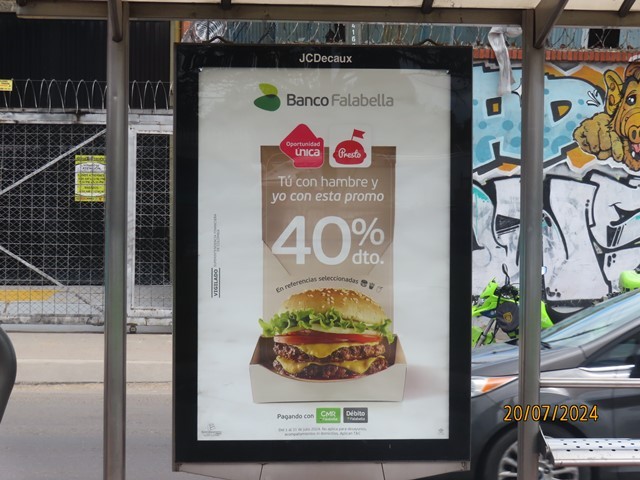 JCDecaux
Banco Falabella
Oportunidad
única
Presto
Tú con hambre y
yo con esta promo
40%
dto.
En referencias seleccionadas
VIGILADO
Pagando con CMR Débito
20/07/2024